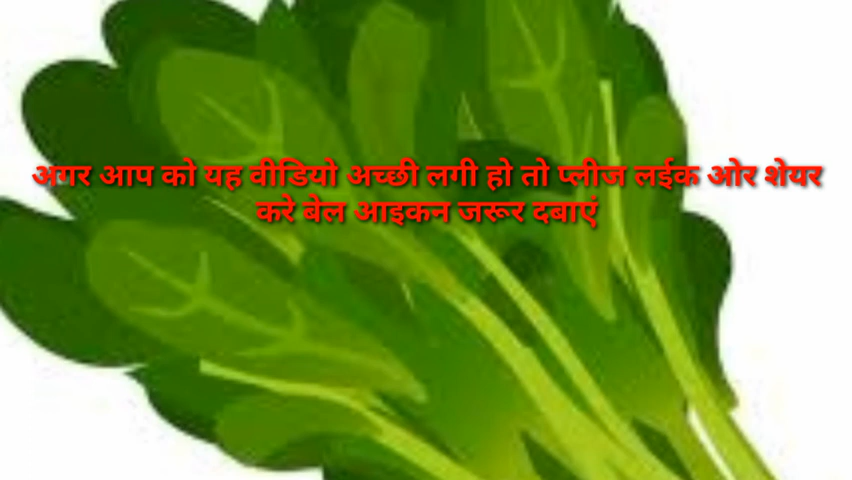 अगर आप को यह वीडियो अच्छी लगी हो तो प्लीज लईक ओर शेयर
करे बेल आइकन जरूर दबाएं